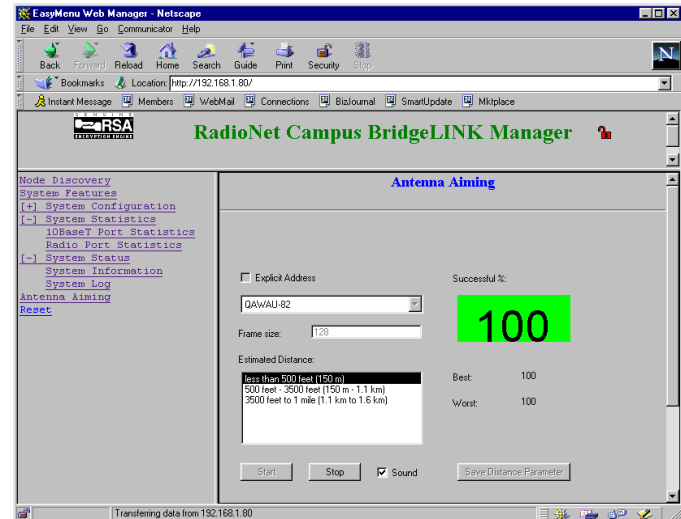 EasyMenu Web Manager - Netscape
File Edit View Go Communicator Help
Back Forward Reload Home Search Guide Print Security Stop
N
Bookmarks Location: http://192.168.1.80/
Instant Message Members WebMail Connections BizJournal SmartUpdate Mktplace
GENUINE
RSA
ENCRYPTION ENGINE
RadioNet Campus BridgeLINK Manager
Node Discovery
System Features
[+] System Configuration
[-] System Statistics
10BaseT Port Statistics
Radio Port Statistics
[-] System Status
System Information
System Log
Antenna Aiming
Reset
Antenna Aiming
Explicit Address
QAWAU-82
Frame size: 128
Estimated Distance:
less than 500 feet (150 m)
500 feet - 3500 feet (150 m - 1.1 km)
3500 feet to 1 mile (1.1 km to 1.6 km)
Start Stop Sound
Successful %:
100
Best: 100
Worst: 100
Save Distance Parameter
Transferring data from 192.168.1.80